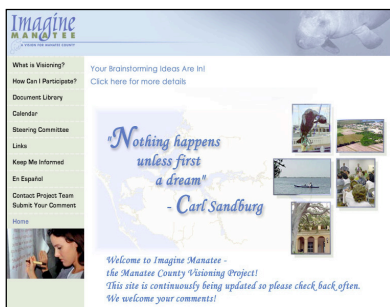 Imagine
MANATEE
A VISION FOR MANATEE COUNTY
What is Visioning?
How Can I Participate?
Document Library
Calendar
Steering Committee
Links
Keep Me Informed
En Español
Contact Project Team
Submit Your Comment
Home
Your Brainstorming Ideas Are In!
Click here for more details
"Nothing happens
unless first
a dream"
- Carl Sandburg
Welcome to Imagine Manatee -
the Manatee County Visioning Project!
This site is continuously being updated so please check back often.
We welcome your comments!